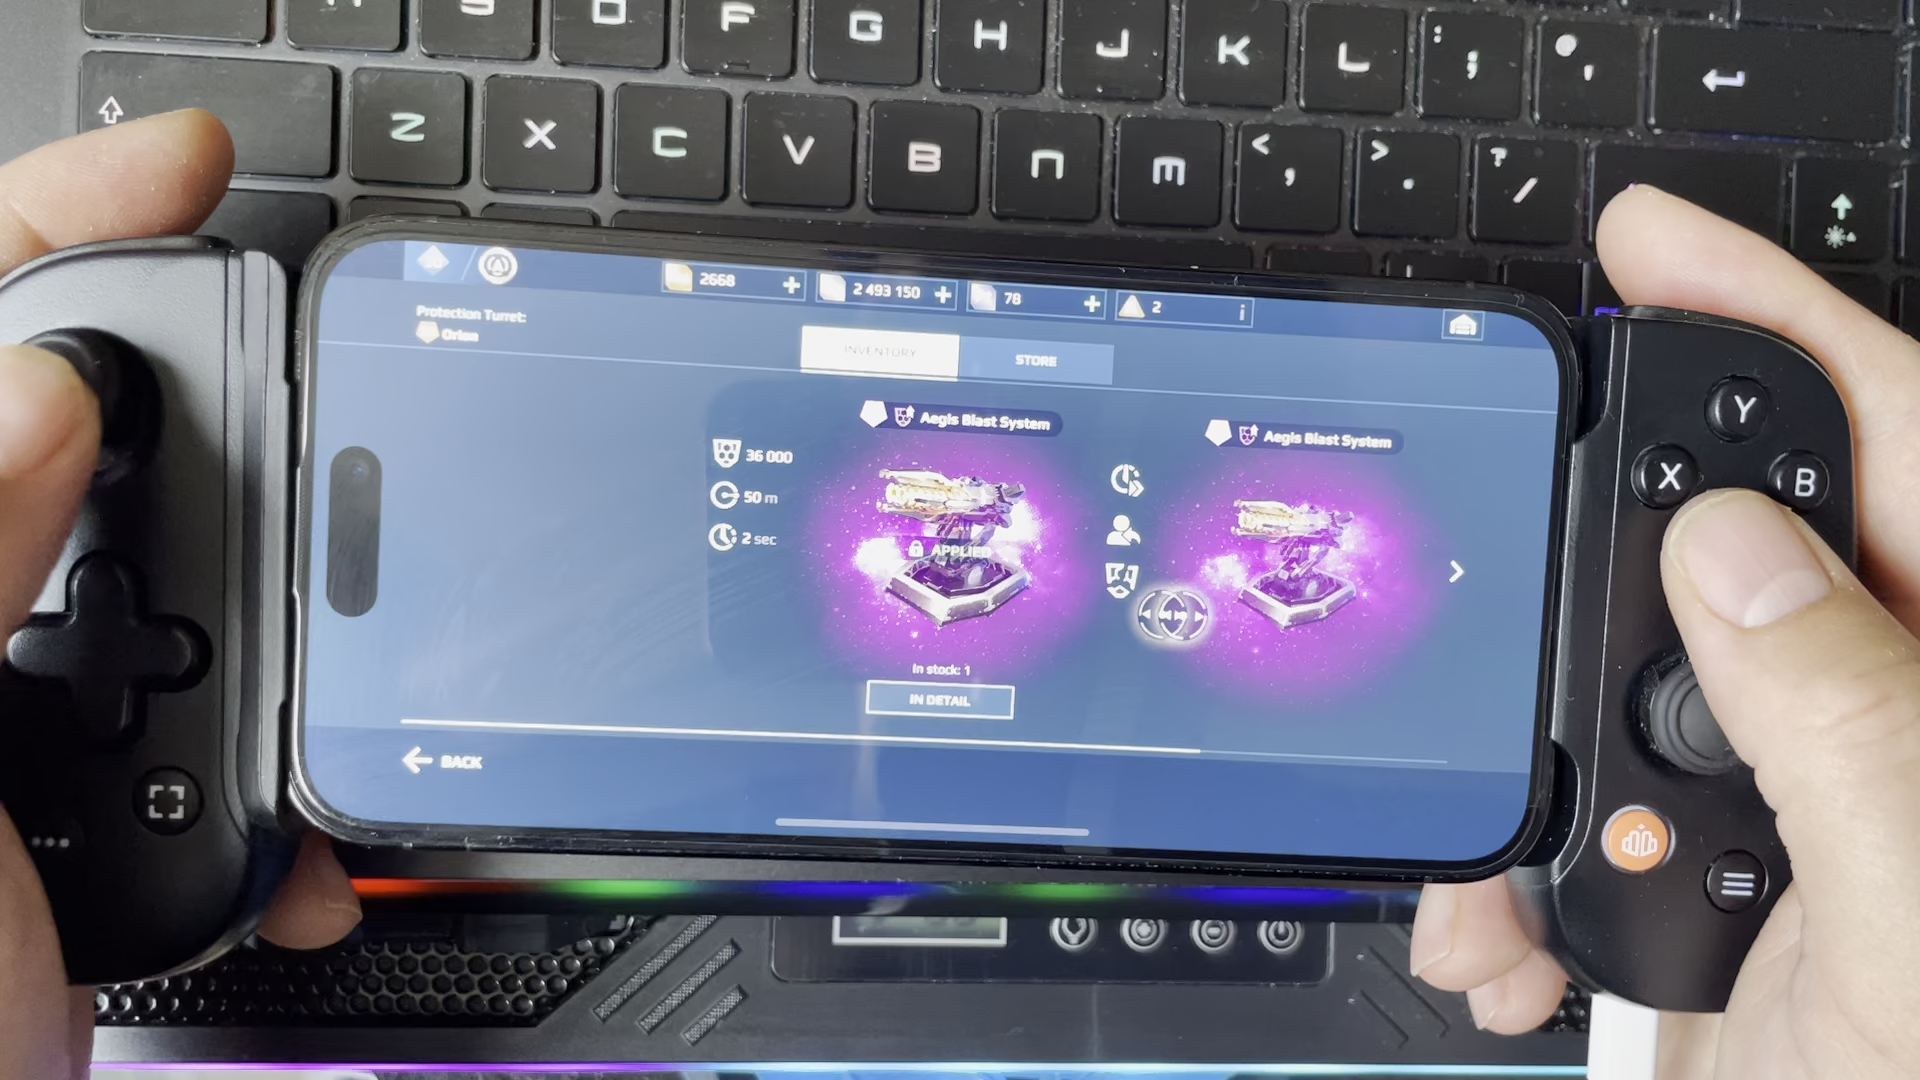 S D F G H J K L : ;
Z X C V B n m < , > . ? /
2668 + 2 493 150 + 78 + 2 i
Protection Turret:
Orion
INVENTORY STORE
Aegis Blast System
Aegis Blast System
36 000
50 m
2 sec
APPLIED
In stock: 1
IN DETAIL
BACK
Y
X B